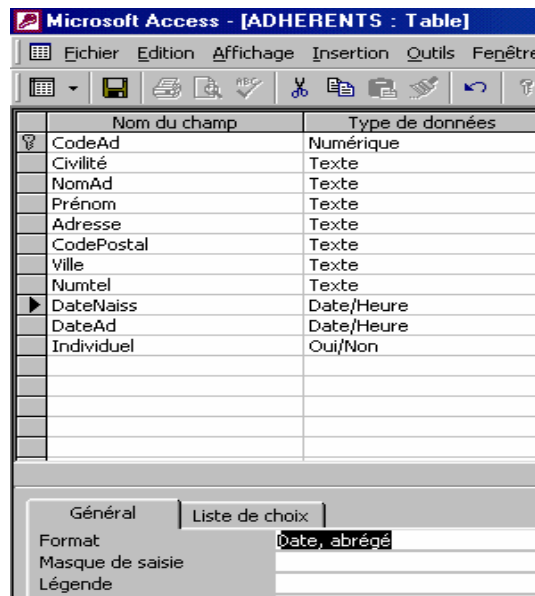 Microsoft Access - [ADHERENTS : Table]
Fichier Edition Affichage Insertion Outils Fenêtre
Nom du champ Type de données
CodeAd Numérique
Civilité Texte
NomAd Texte
Prénom Texte
Adresse Texte
CodePostal Texte
Ville Texte
Numtel Texte
DateNaiss Date/Heure
DateAd Date/Heure
Individuel Oui/Non
Général Liste de choix
Format Date, abrégé
Masque de saisie
Légende